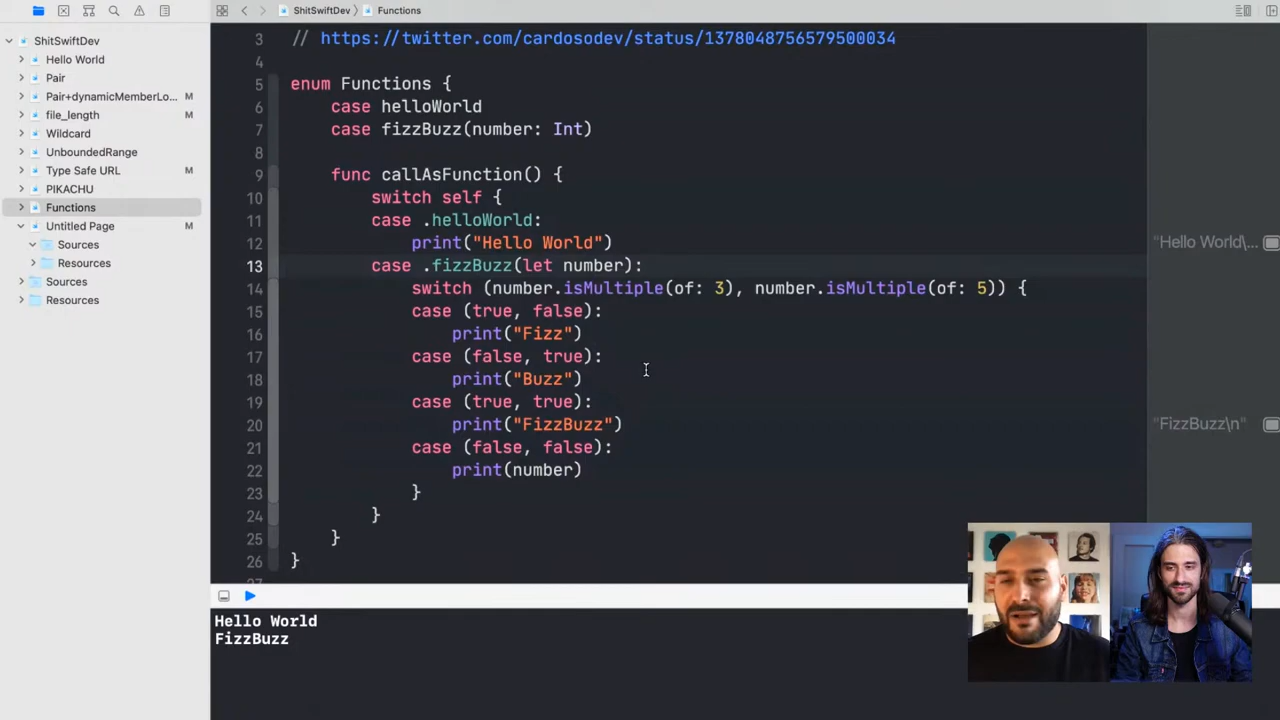 ShitSwiftDev
Functions
ShitSwiftDev
Hello World
Pair
Pair+dynamicMemberLo... M
file_length M
Wildcard
UnboundedRange
Type Safe URL M
PIKACHU
Functions
Untitled Page M
Sources
Resources
Sources
Resources
3 // https://twitter.com/cardosodev/status/1378048756579500034
4
5 enum Functions {
6 case helloWorld
7 case fizzBuzz(number: Int)
8
9 func callAsFunction() {
10 switch self {
11 case .helloWorld:
12 print("Hello World")
13 case .fizzBuzz(let number):
14 switch (number.isMultiple(of: 3), number.isMultiple(of: 5)) {
15 case (true, false):
16 print("Fizz")
17 case (false, true):
18 print("Buzz")
19 case (true, true):
20 print("FizzBuzz")
21 case (false, false):
22 print(number)
23 }
24 }
25 }
26 }
"Hello World\...
"FizzBuzz\n"
Hello World
FizzBuzz